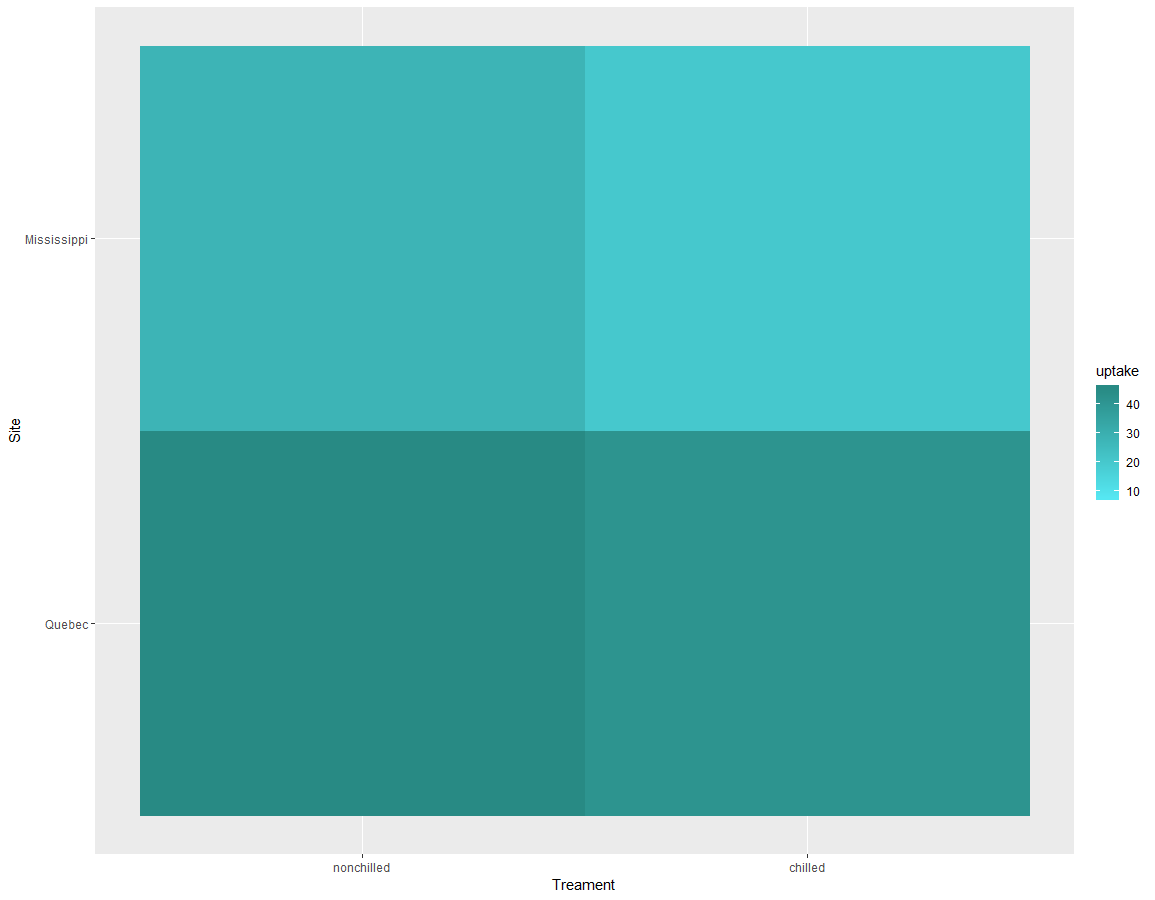 Mississippi
Quebec
Site
nonchilled
chilled
Treament
uptake
40
30
20
10